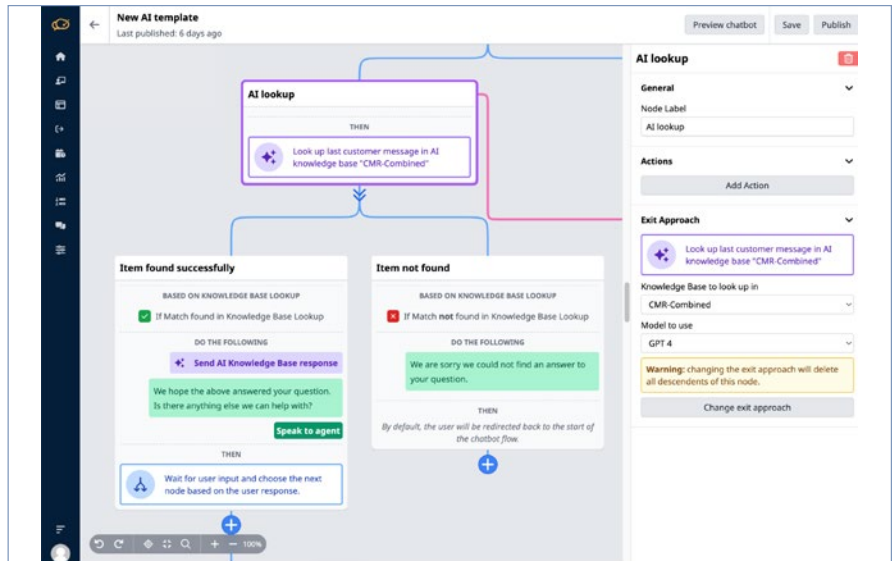 New AI template
Last published: 6 days ago
Preview chatbot
Save
Publish
AI lookup
THEN
Look up last customer message in AI
knowledge base "CMR-Combined"
Item found successfully
BASED ON KNOWLEDGE BASE LOOKUP
If Match found in Knowledge Base Lookup
DO THE FOLLOWING
Send AI Knowledge Base response
We hope the above answered your question.
Is there anything else we can help with?
Speak to agent
THEN
Wait for user input and choose the next
node based on the user response.
Item not found
BASED ON KNOWLEDGE BASE LOOKUP
If Match not found in Knowledge Base Lookup
DO THE FOLLOWING
We are sorry we could not find an answer to
your question.
THEN
By default, the user will be redirected back to the start of
the chatbot flow.
100%
AI lookup
General
Node Label
AI lookup
Actions
Add Action
Exit Approach
Look up last customer message in AI
knowledge base "CMR-Combined"
Knowledge Base to look up in
CMR-Combined
Model to use
GPT 4
Warning: changing the exit approach will delete
all descendents of this node.
Change exit approach